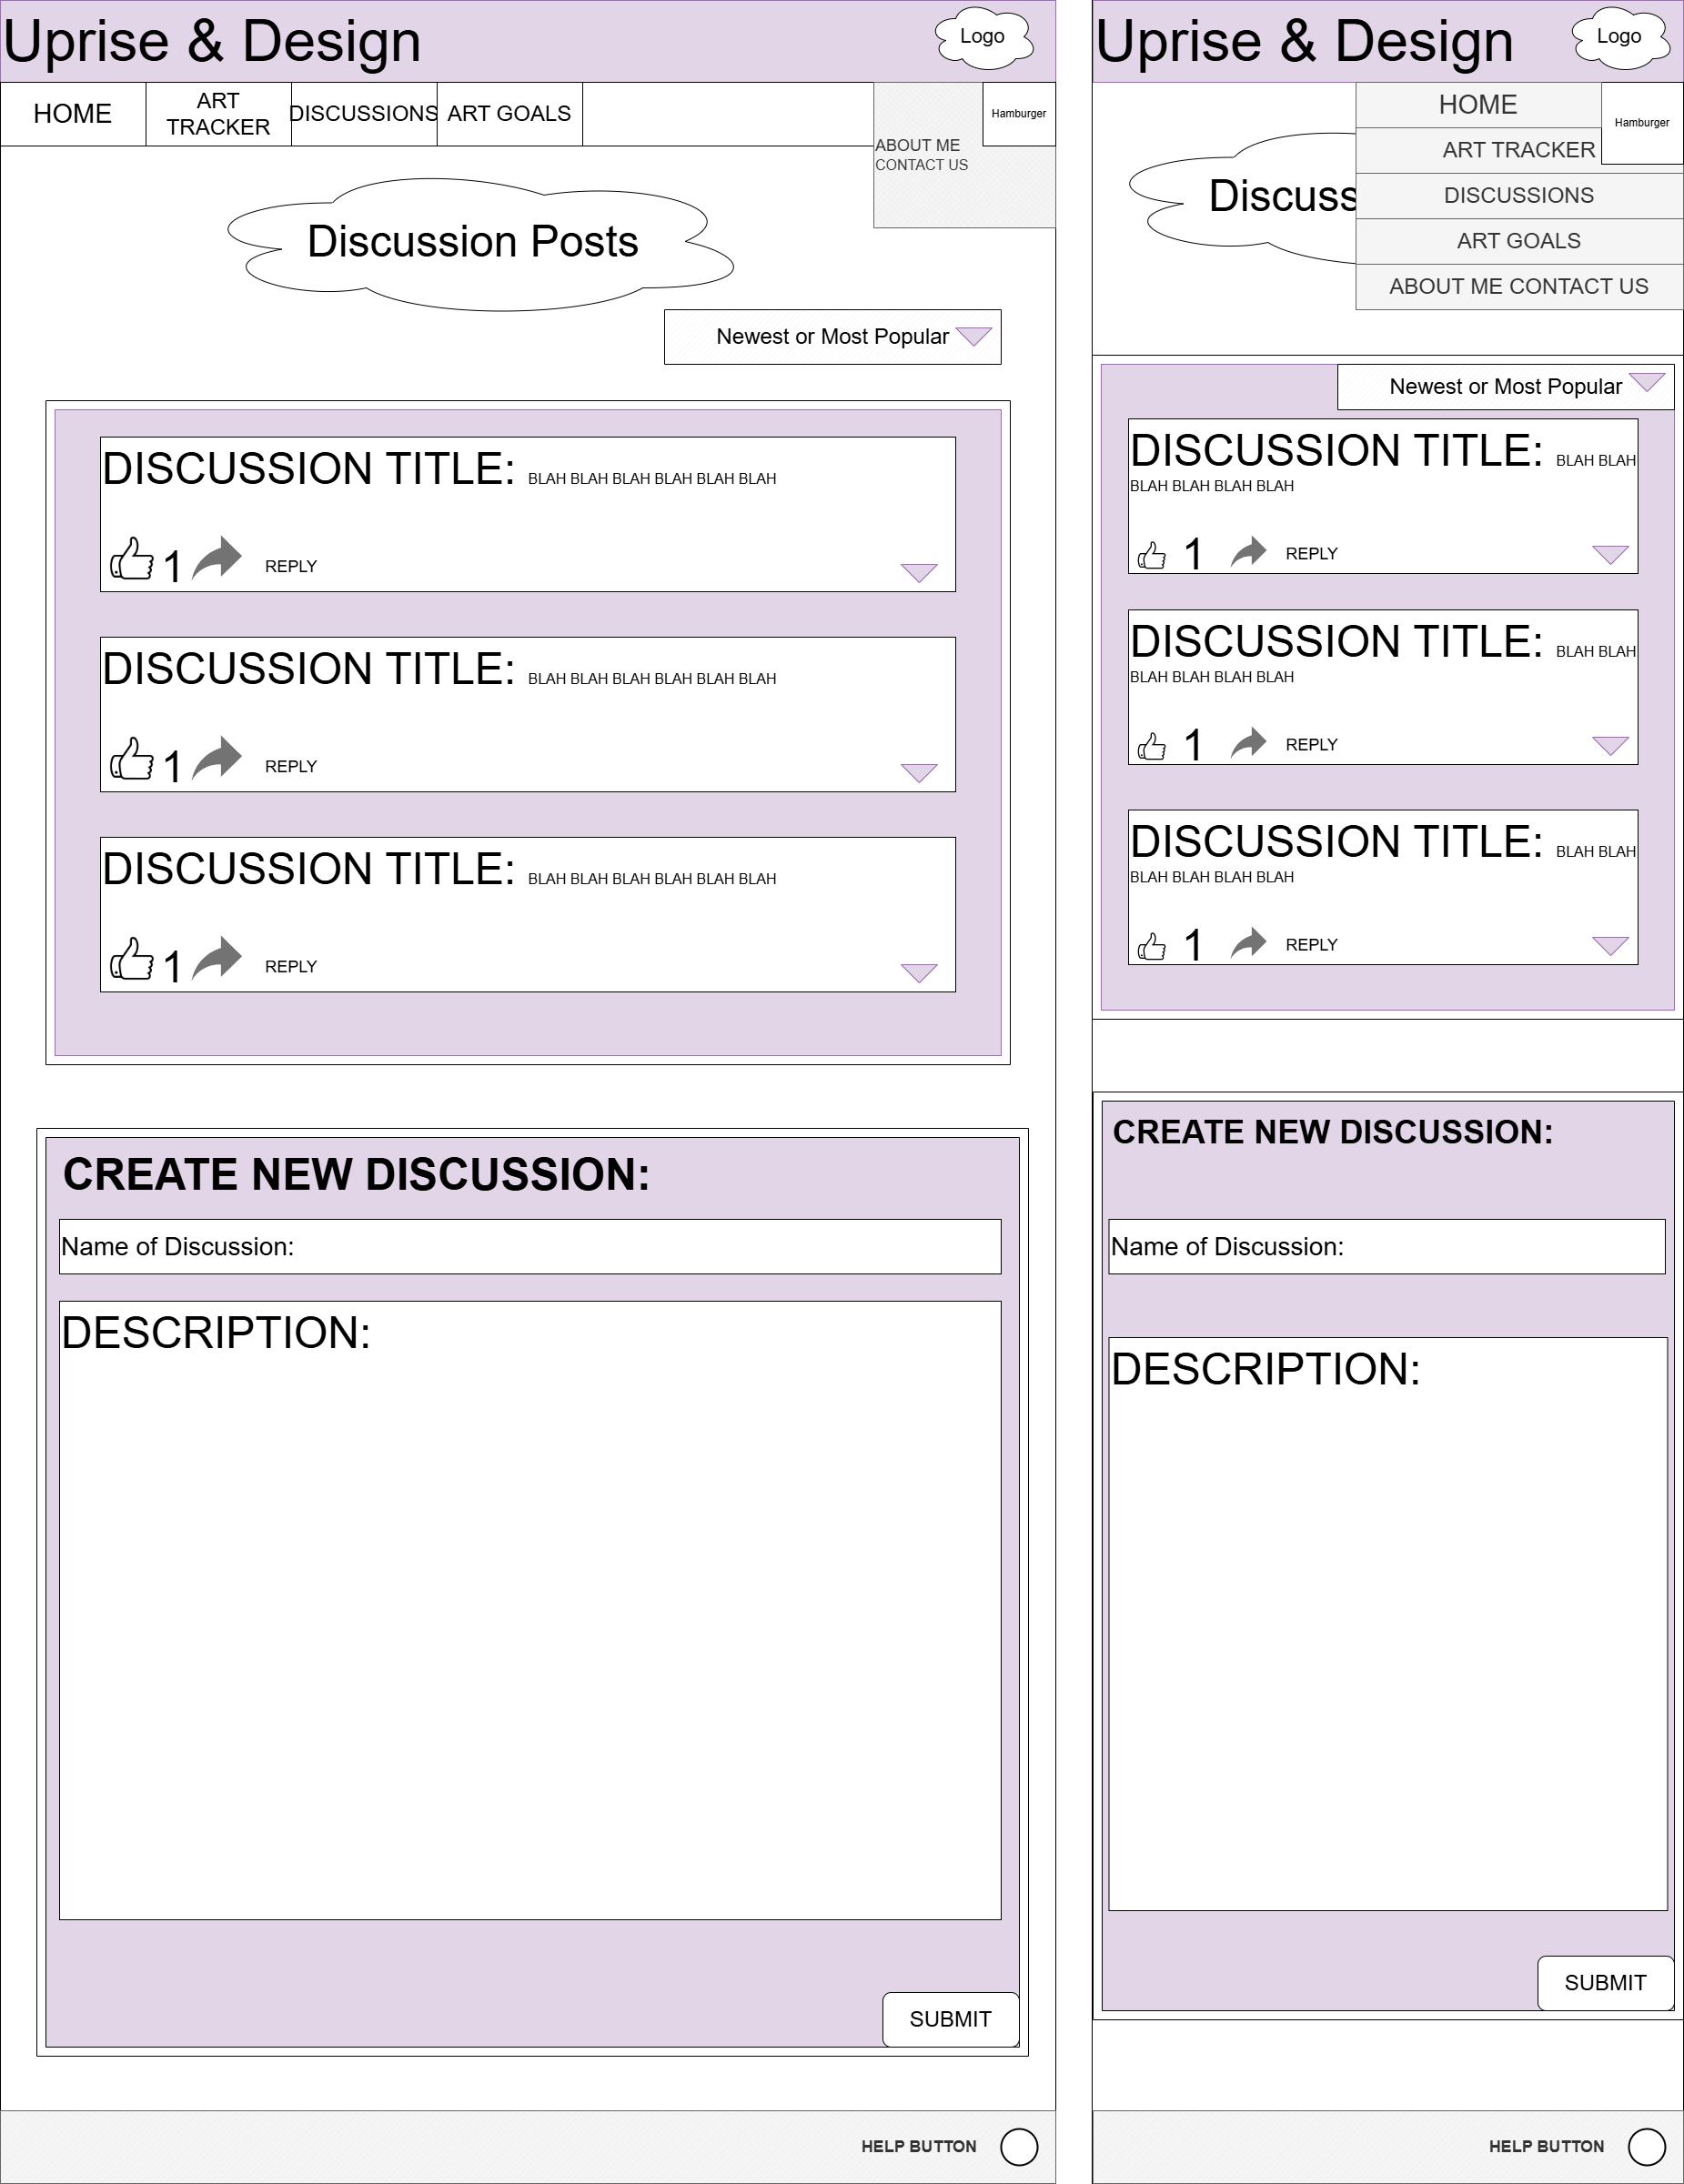 Uprise & Design
Logo
HOME
ART
TRACKER
DISCUSSIONS
ART GOALS
ABOUT ME
CONTACT US
Hamburger
Discussion Posts
Newest or Most Popular
DISCUSSION TITLE: BLAH BLAH BLAH BLAH BLAH BLAH
1
REPLY
DISCUSSION TITLE: BLAH BLAH BLAH BLAH BLAH BLAH
1
REPLY
DISCUSSION TITLE: BLAH BLAH BLAH BLAH BLAH BLAH
1
REPLY
CREATE NEW DISCUSSION:
Name of Discussion:
DESCRIPTION:
SUBMIT
HELP BUTTON
Uprise & Design
Logo
HOME
Hamburger
ART TRACKER
Discuss
DISCUSSIONS
ART GOALS
ABOUT ME CONTACT US
Newest or Most Popular
DISCUSSION TITLE: BLAH BLAH
BLAH BLAH BLAH BLAH
1
REPLY
DISCUSSION TITLE: BLAH BLAH
BLAH BLAH BLAH BLAH
1
REPLY
DISCUSSION TITLE: BLAH BLAH
BLAH BLAH BLAH BLAH
1
REPLY
CREATE NEW DISCUSSION:
Name of Discussion:
DESCRIPTION:
SUBMIT
HELP BUTTON